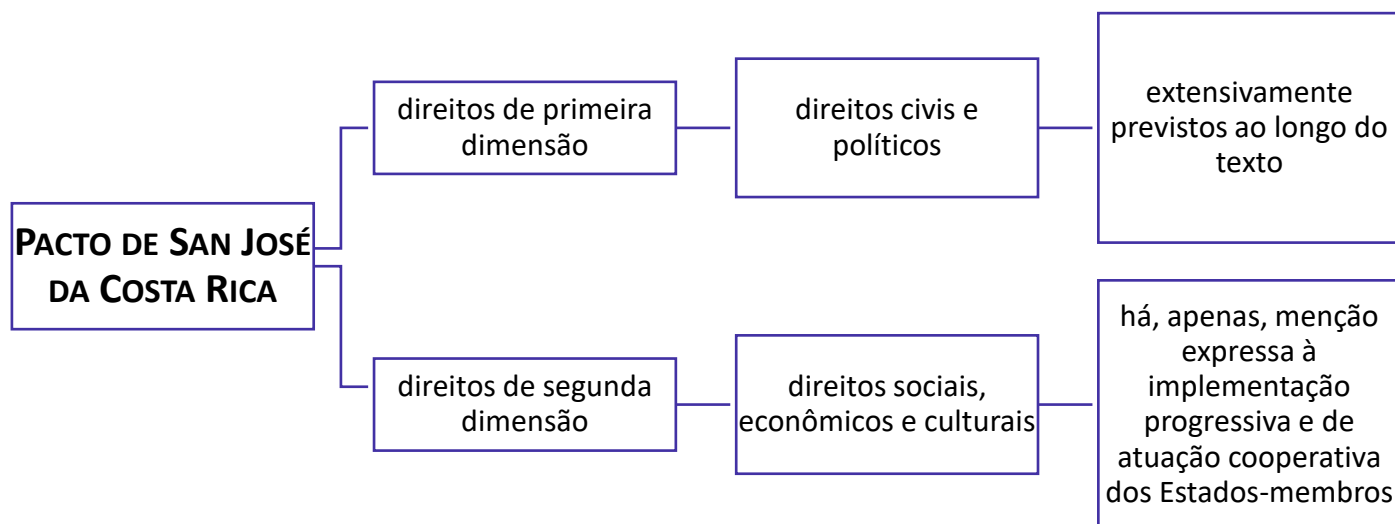 PACTO DE SAN JOSÉ
DA COSTA RICA
direitos de primeira
dimensão
direitos civis e
políticos
extensivamente
previstos ao longo do
texto
direitos de segunda
dimensão
direitos sociais,
econômicos e culturais
há, apenas, menção
expressa à
implementação
progressiva e de
atuação cooperativa
dos Estados-membros